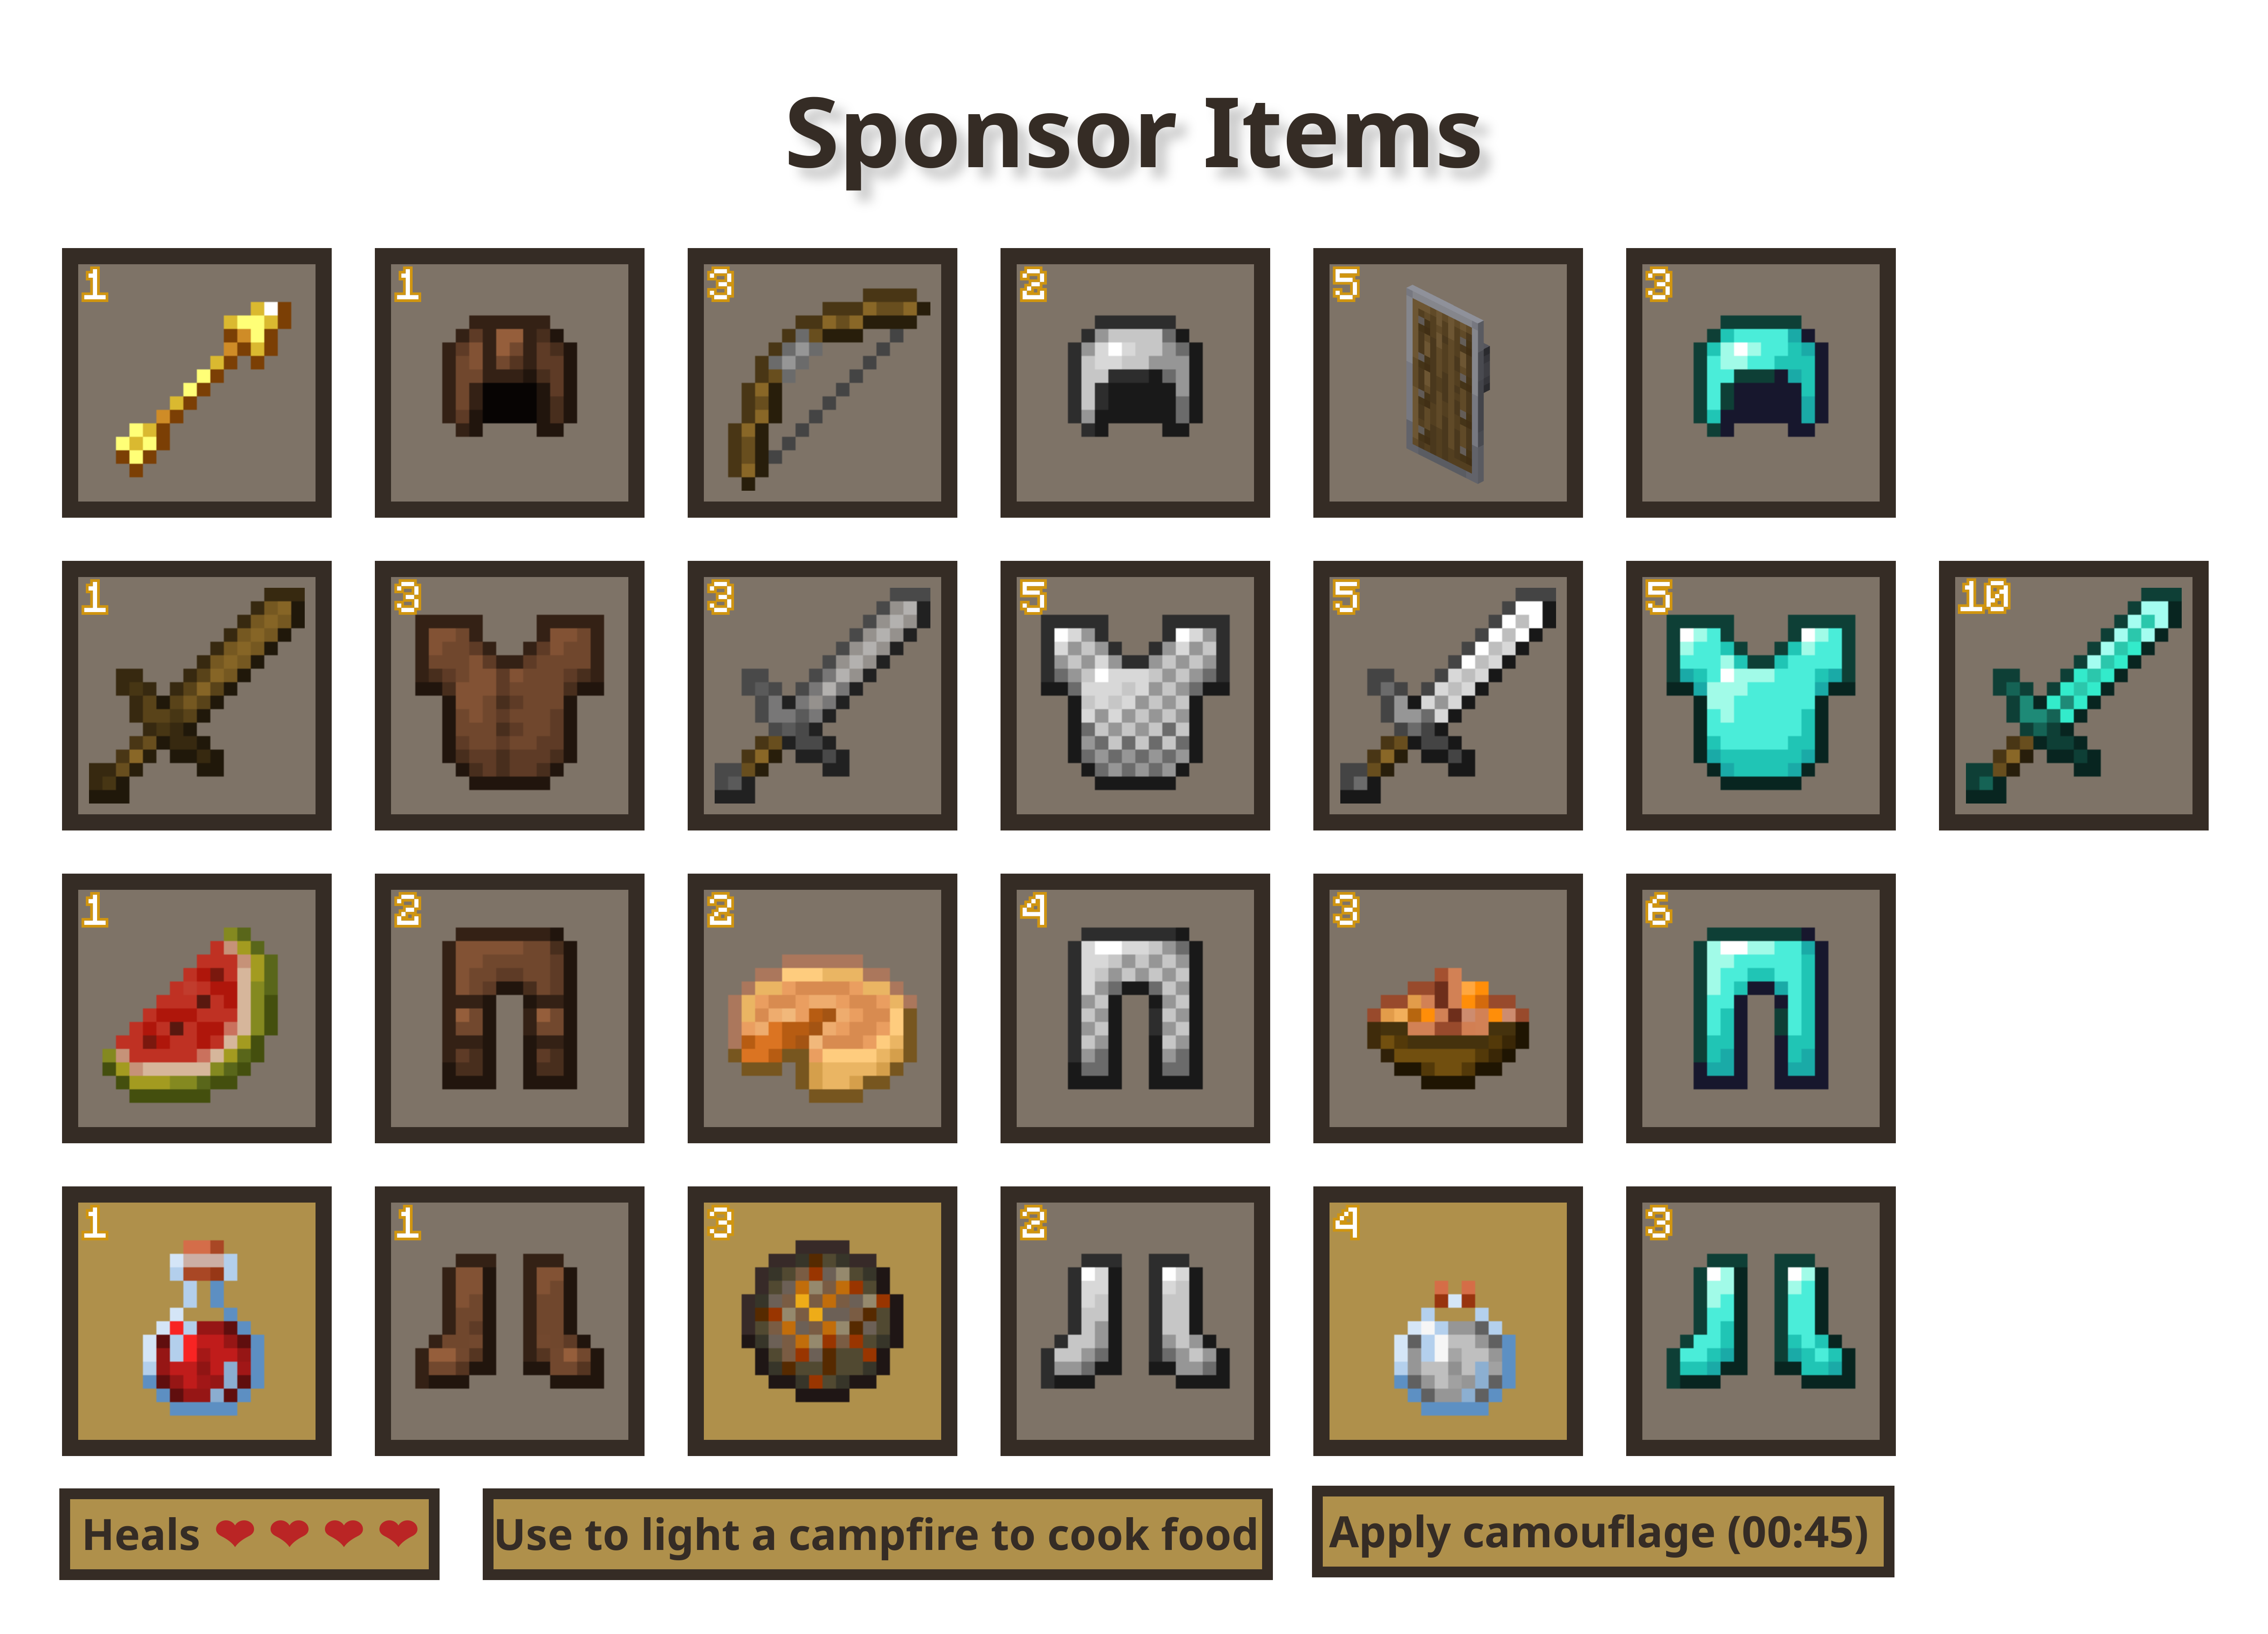 Sponsor Items
1 1 3 2 5 3
1 3 3 5 5 5 10
1 2 2 4 3 6
1 1 3 2 4 3
Heals ❤ ❤ ❤ ❤
Use to light a campfire to cook food
Apply camouflage (00:45)